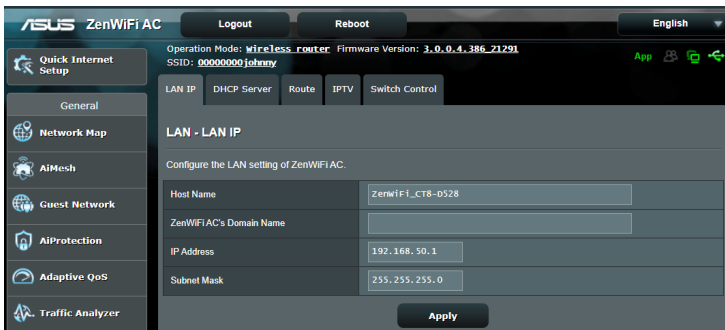 ASUS ZenWiFi AC Logout Reboot English
Operation Mode: Wireless router Firmware Version: 3.0.0.4.386_21291
SSID: 00000000johnny
App
Quick Internet
Setup
General
Network Map
AiMesh
Guest Network
AiProtection
Adaptive QoS
Traffic Analyzer
LAN IP DHCP Server Route IPTV Switch Control
LAN - LAN IP
Configure the LAN setting of ZenWiFi AC.
Host Name ZenWiFi_CT8-D528
ZenWiFi AC's Domain Name
IP Address 192.168.50.1
Subnet Mask 255.255.255.0
Apply